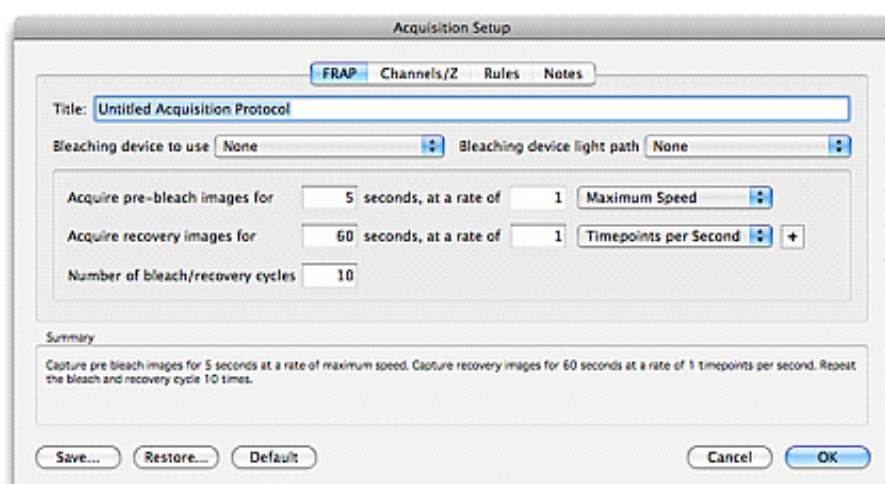 Acquisition Setup
FRAP Channels/Z Rules Notes
Title: Untitled Acquisition Protocol
Bleaching device to use None Bleaching device light path None
Acquire pre-bleach images for 5 seconds, at a rate of 1 Maximum Speed
Acquire recovery images for 60 seconds, at a rate of 1 Timepoints per Second +
Number of bleach/recovery cycles 10
Summary
Capture pre bleach images for 5 seconds at a rate of maximum speed. Capture recovery images for 60 seconds at a rate of 1 timepoints per second. Repeat
the bleach and recovery cycle 10 times.
Save... Restore... Default Cancel OK